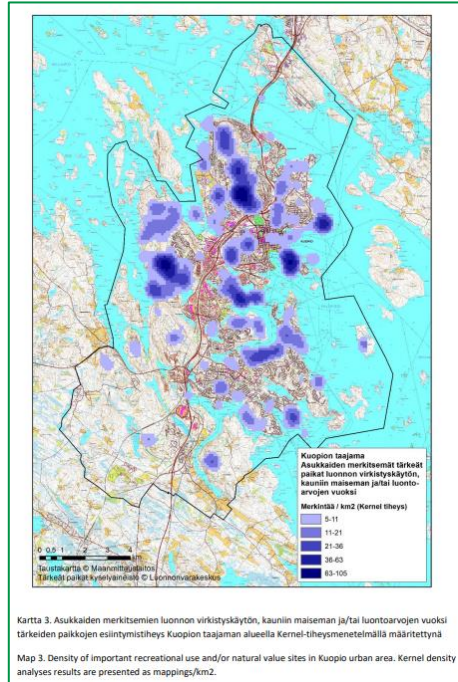 KUOPIO
Kuopion taajama
Asukkaiden merkitsemät tärkeät
paikat luonnon virkistyskäytön,
kauniin maiseman ja/tai luonto-
arvojen vuoksi
Merkintää / km2 (Kernel tiheys)
5-11
11-21
21-36
36-63
63-105
0 0,5 1 2 3 4
km
Taustakartta © Maanmittauslaitos
Tärkeät paikat kyselyaineisto © Luonnonvarakeskus
Kartta 3. Asukkaiden merkitsemien luonnon virkistyskäytön, kauniin maiseman ja/tai luontoarvojen vuoksi
tärkeiden paikkojen esiintymistiheys Kuopion taajaman alueella Kernel-tiheysmenetelmällä määritettynä
Map 3. Density of important recreational use and/or natural value sites in Kuopio urban area. Kernel density
analyses results are presented as mappings/km2.